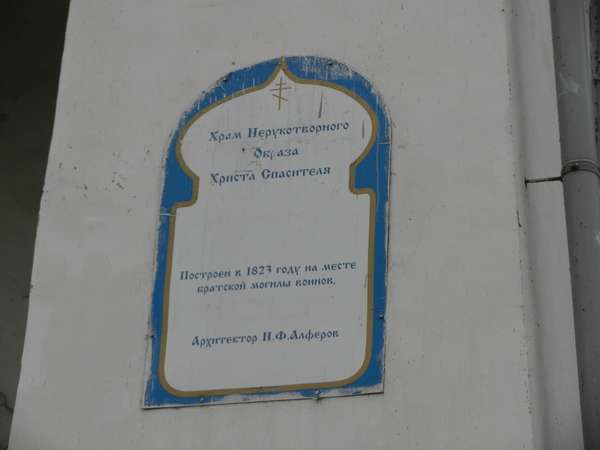 Храм Нерукотворного
Образа
Христа Спасителя
Построен в 1823 году на месте
братской могилы воинов.
Архитектор Н.Ф.Алферов